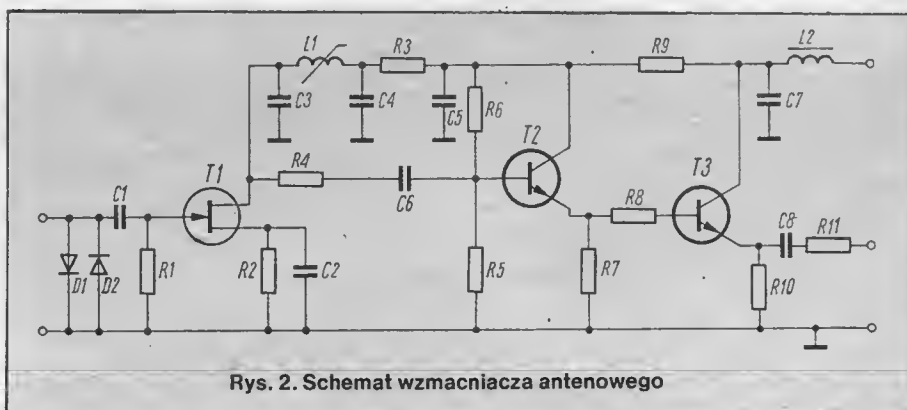 L1
R3
R9
L2
C3
C4
C5
R6
C7
T1
R4
C6
T2
T3
C1
R8
C8
R11
D1
D2
R1
R2
C2
R5
R7
R10
Rys. 2. Schemat wzmacniacza antenowego